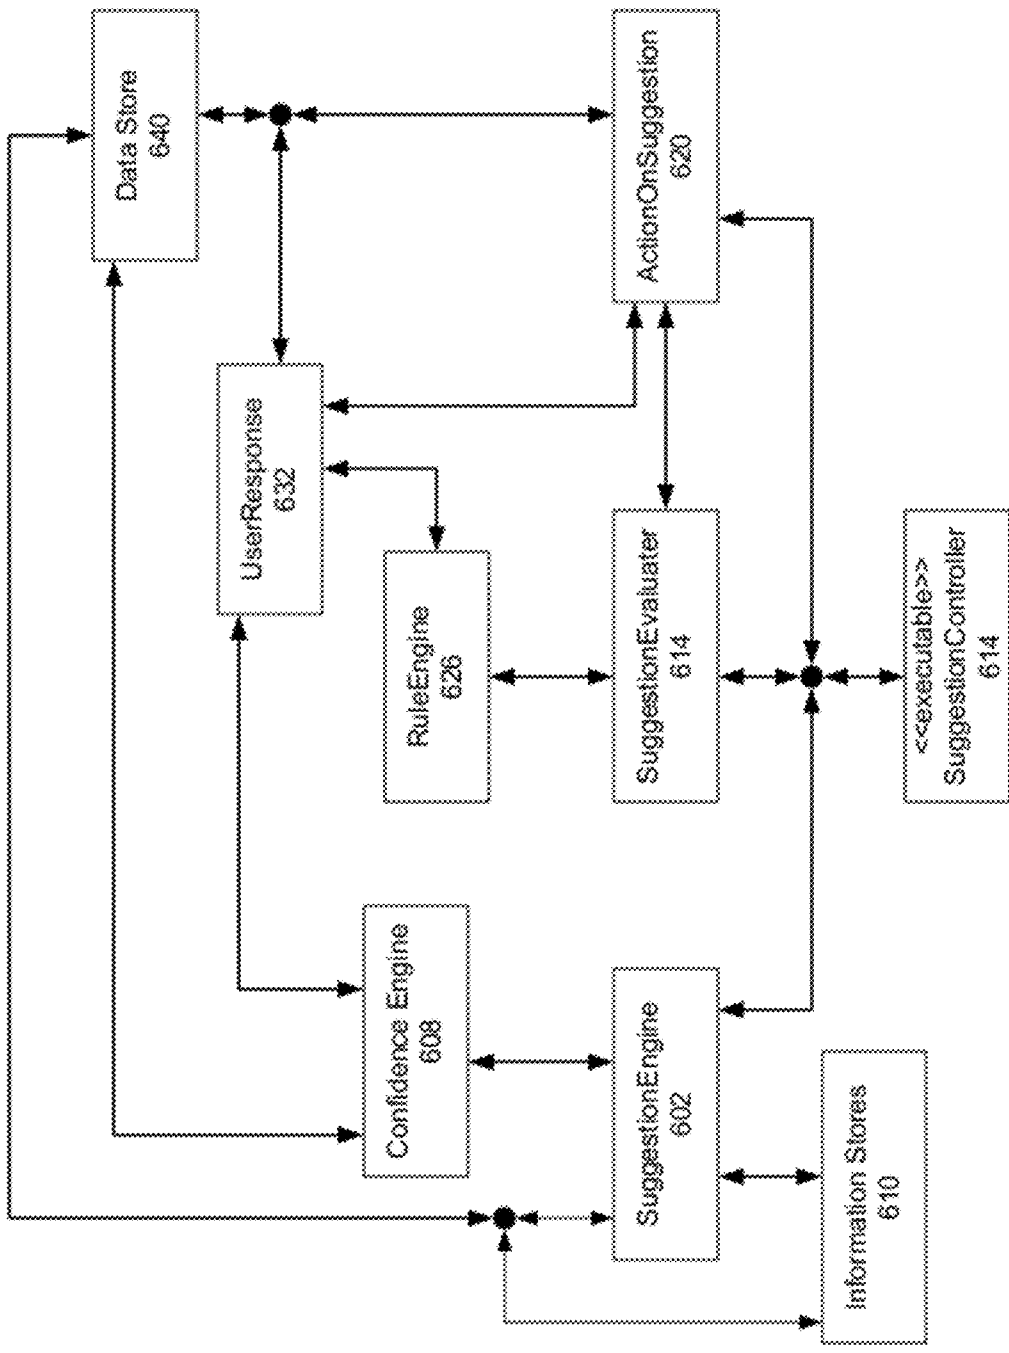 Data Store
640
UserResponse
632
Confidence Engine
608
RuleEngine
626
SuggestionEngine
602
SuggestionEvaluater
614
ActionOnSuggestion
620
Information Stores
610
<<executable>>
SuggestionController
614